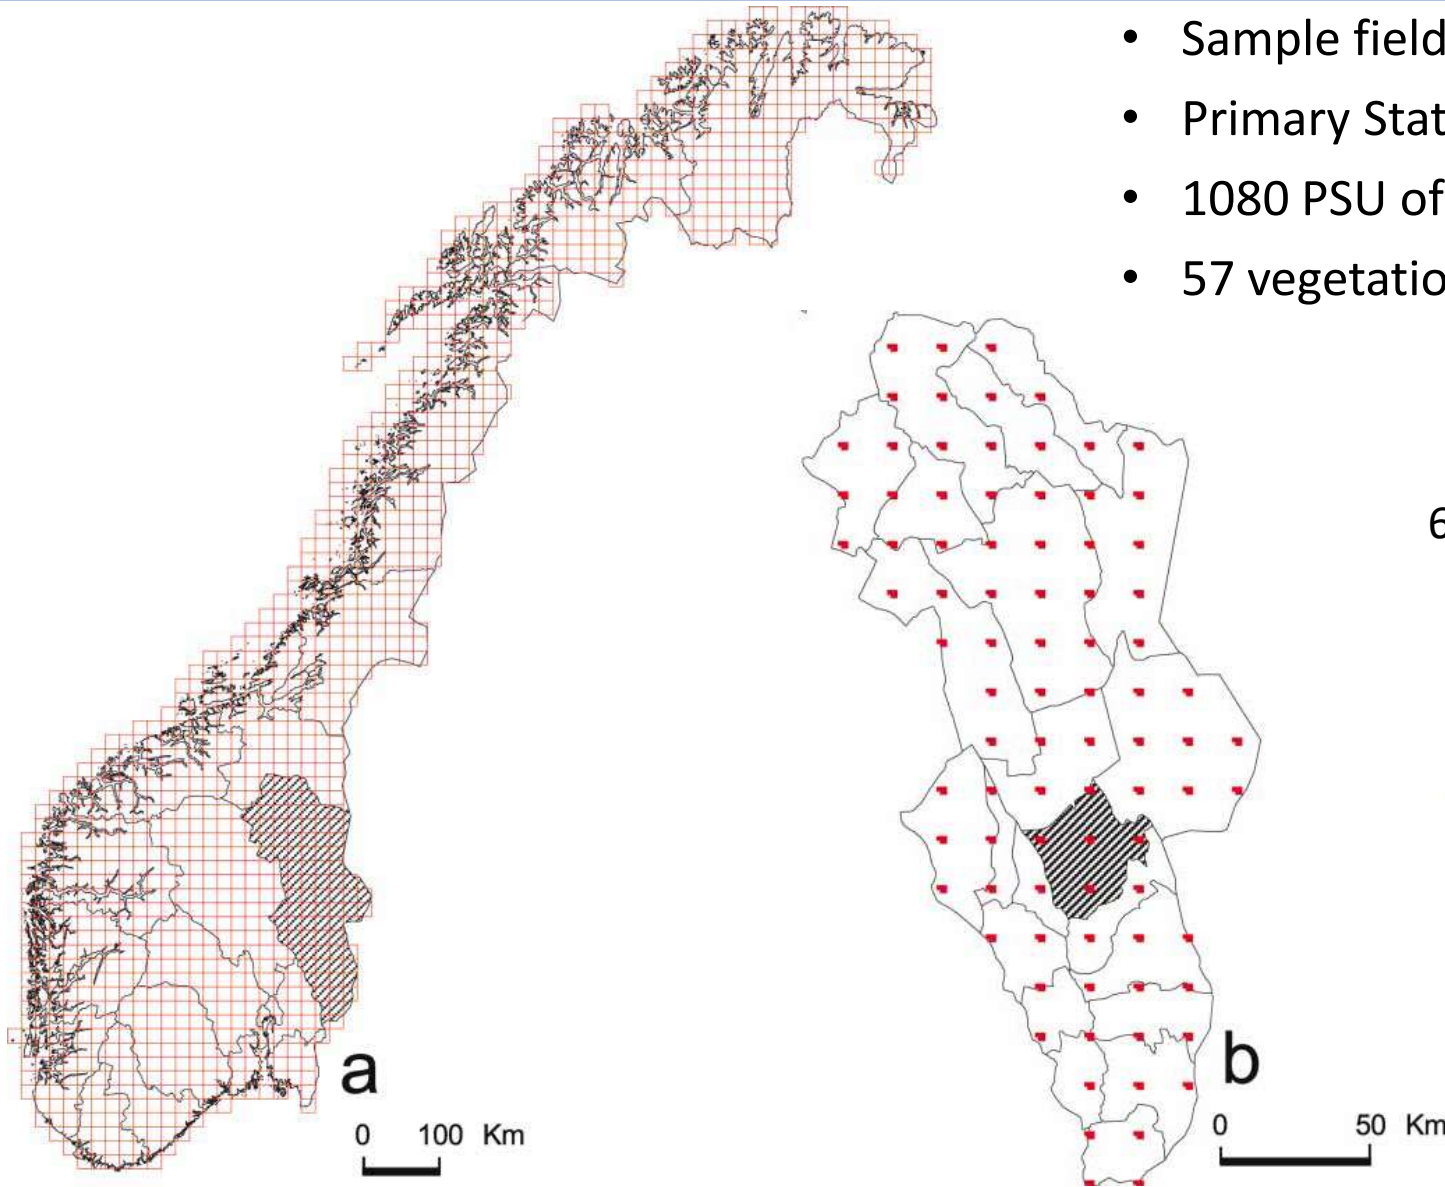 • Sample field
• Primary Stat
• 1080 PSU of
• 57 vegetatio
6
a
b
0 100 Km
0 50 Km